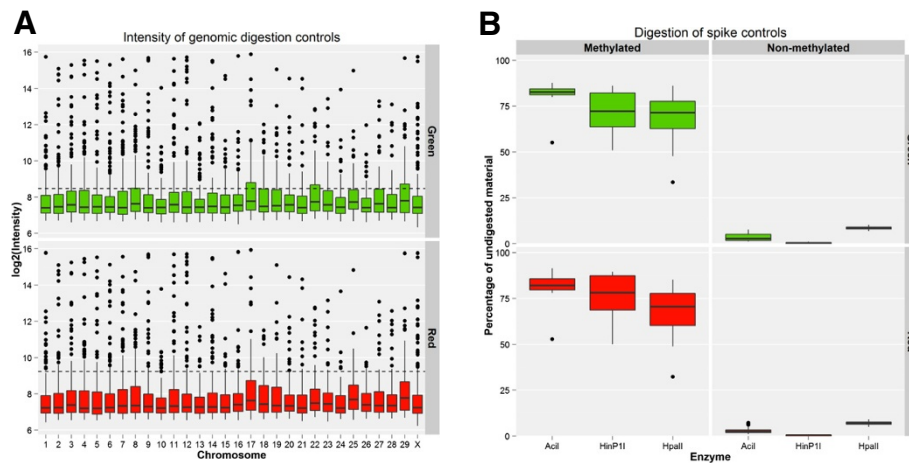 A
Intensity of genomic digestion controls
16
14
12
10
8
6
Green
16
14
12
10
8
6
Red
log2(Intensity)
1 2 3 4 5 6 7 8 9 10 11 12 13 14 15 16 17 18 19 20 21 22 23 24 25 26 27 28 29 X
Chromosome
B
Digestion of spike controls
Methylated Non-methylated
100
75
50
25
0
100
75
50
25
0
Percentage of undigested material
AciI HinP1I HpaII AciI HinP1I HpaII
Enzyme